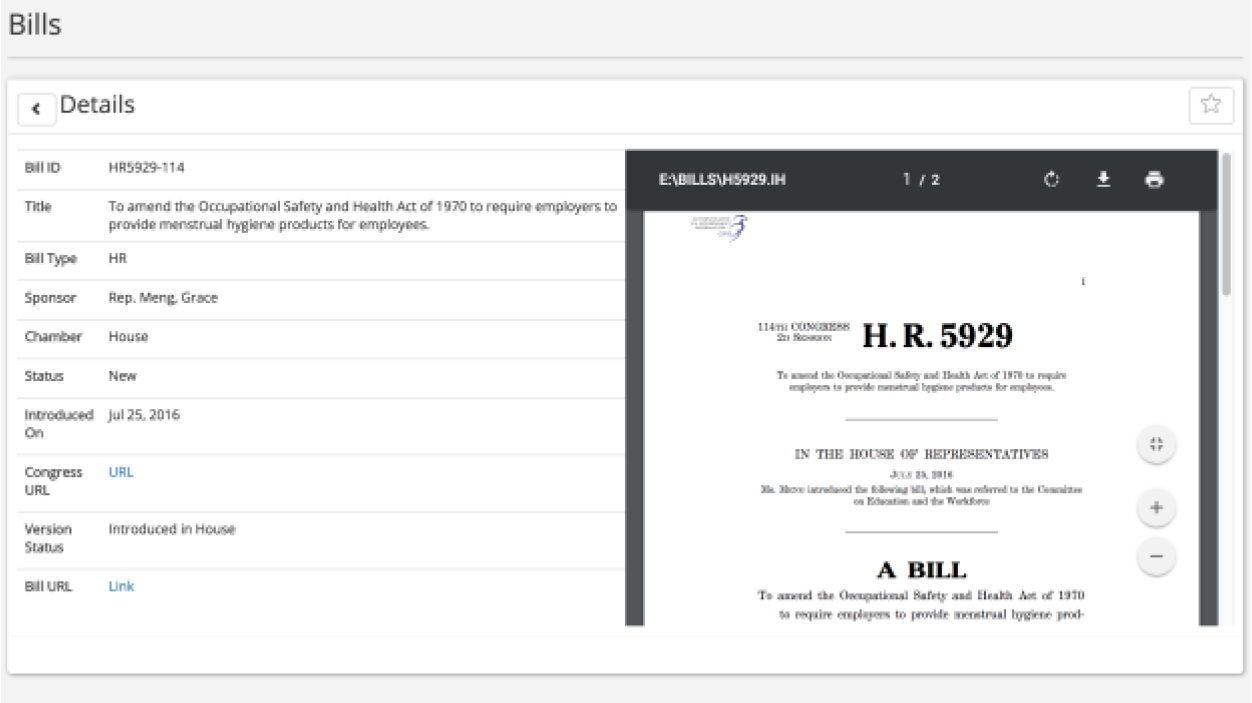 Bills
Details
Bill ID HR5929-114
Title To amend the Occupational Safety and Health Act of 1970 to require employers to
provide menstrual hygiene products for employees.
Bill Type HR
Sponsor Rep. Meng, Grace
Chamber House
Status New
Introduced Jul 25, 2016
On
Congress URL
URL
Version Introduced in House
Status
Bill URL Link
E:\BILLS\H5929.IH 1 / 2
I
114TH CONGRESS
2D SESSION
H. R. 5929
To amend the Occupational Safety and Health Act of 1970 to require
employers to provide menstrual hygiene products for employees.
IN THE HOUSE OF REPRESENTATIVES
JULY 25, 2016
Ms. MENG introduced the following bill, which was referred to the Committee
on Education and the Workforce
A BILL
To amend the Occupational Safety and Health Act of 1970
to require employers to provide menstrual hygiene prod-